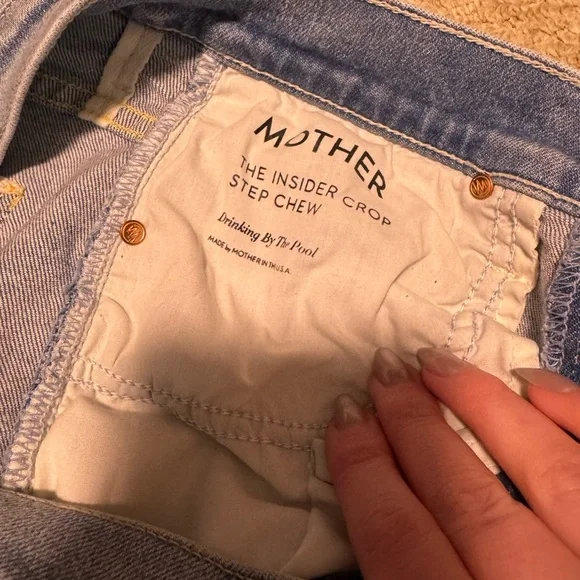 MOTHER
THE INSIDER CROP
STEP CHEW
Drinking By The Pool
MADE by MOTHER IN THE U.S.A.